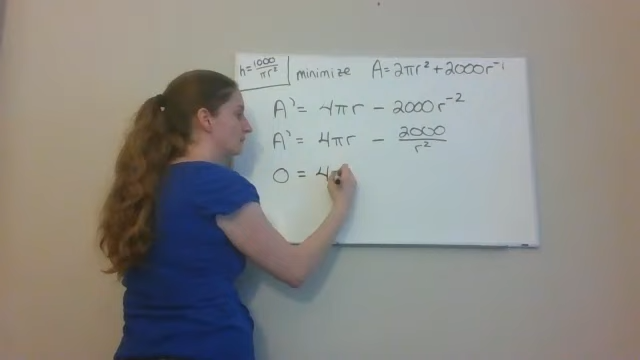 h = 1000/πr² minimize A = 2πr² + 2000r⁻¹
A' = 4πr − 2000r⁻²
A' = 4πr − 2000/r²
0 = 4